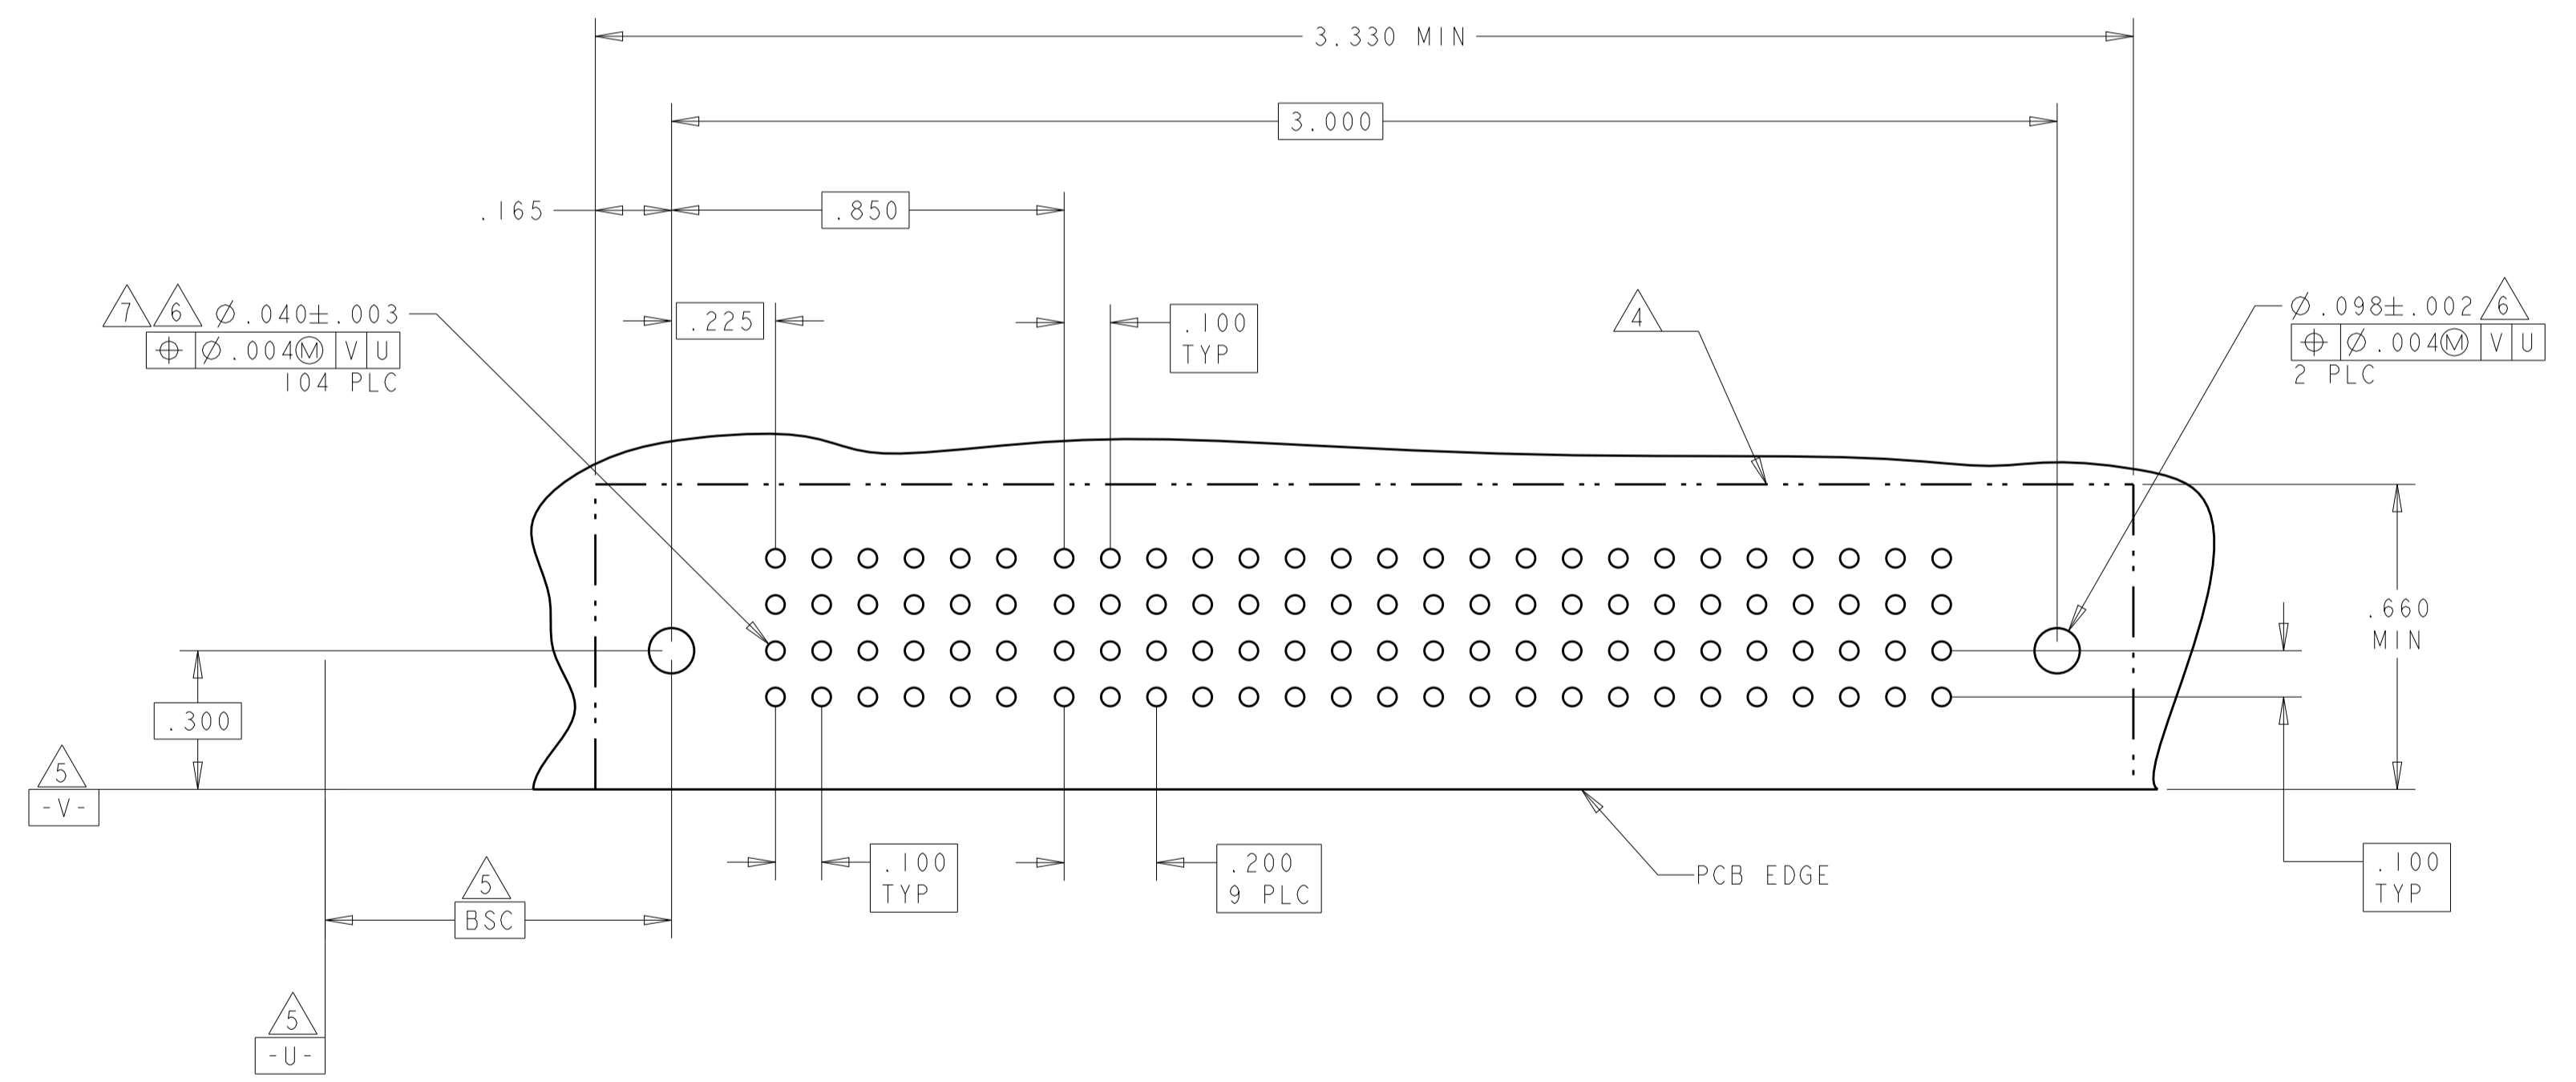 3.330 MIN
3.000
.165
.850
7 6 Ø.040±.003
⌖ Ø.004Ⓜ V U
104 PLC
.225
.100
TYP
4
Ø.098±.002 6
⌖ Ø.004Ⓜ V U
2 PLC
.660
MIN
.300
5
-V-
.100
TYP
.200
9 PLC
PCB EDGE
.100
TYP
5
BSC
5
-U-